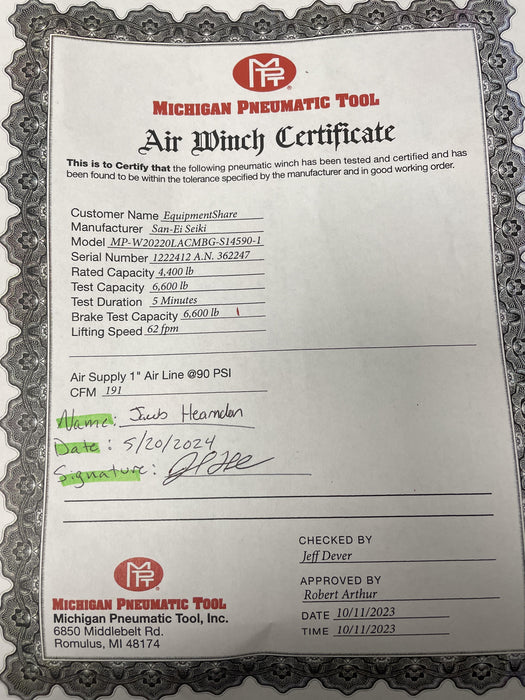 MPT
MICHIGAN PNEUMATIC TOOL
Air Winch Certificate
This is to Certify that the following pneumatic winch has been tested and certified and has
been found to be within the tolerance specified by the manufacturer and in good working order.
Customer Name EquipmentShare
Manufacturer San-Ei Seiki
Model MP-W20220LACMBG-S14590-1
Serial Number 1222412 A.N. 362247
Rated Capacity 4,400 lb
Test Capacity 6,600 lb
Test Duration 5 Minutes
Brake Test Capacity 6,600 lb
Lifting Speed 62 fpm
Air Supply 1" Air Line @90 PSI
CFM 191
Name: Jacob Hearndon
Date: 5/20/2024
Signature:
CHECKED BY
Jeff Dever
APPROVED BY
Robert Arthur
DATE 10/11/2023
TIME 10/11/2023
MPT
MICHIGAN PNEUMATIC TOOL
Michigan Pneumatic Tool, Inc.
6850 Middlebelt Rd.
Romulus, MI 48174